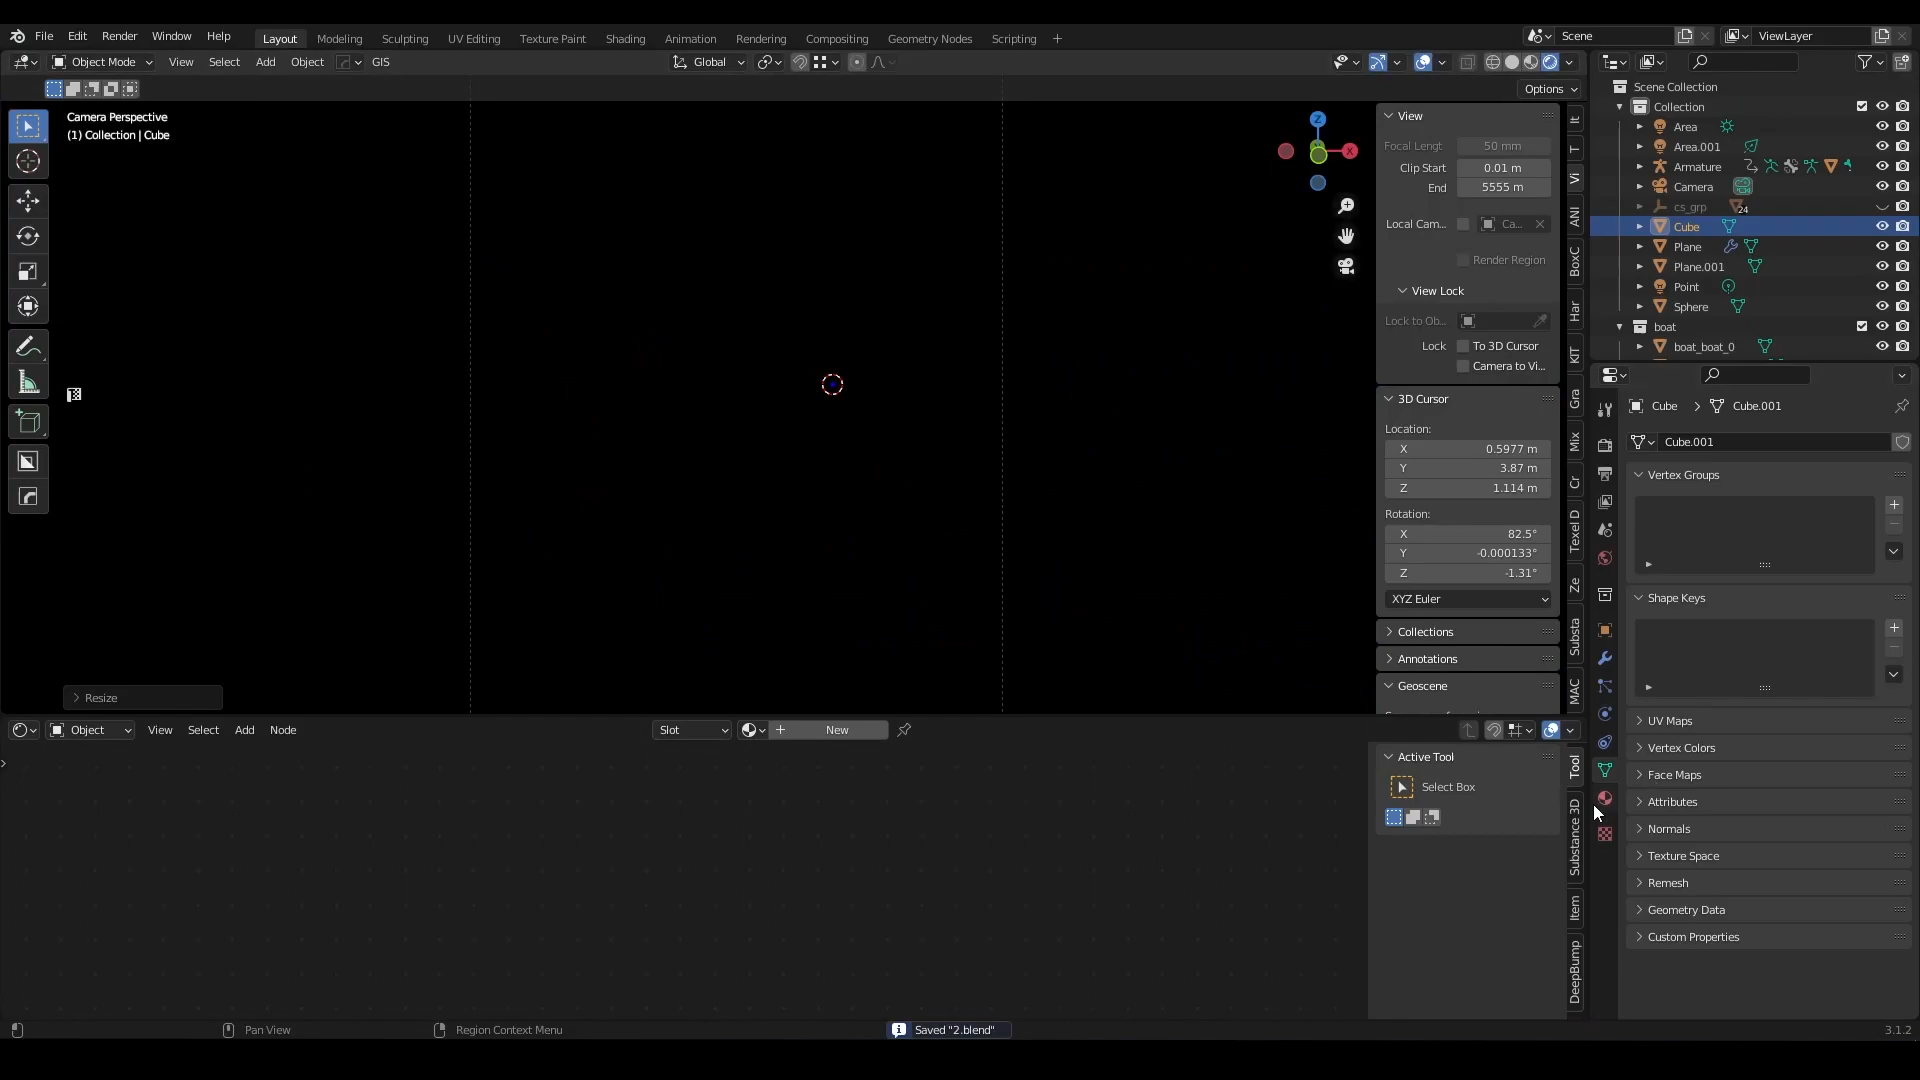 File Edit Render Window Help
Layout Modeling Sculpting UV Editing Texture Paint Shading Animation Rendering Compositing Geometry Nodes Scripting +
Scene
ViewLayer
Object Mode View Select Add Object GIS
Global
Options
Camera Perspective
(1) Collection | Cube
Z
X
Resize
View
Focal Lengt 50 mm
Clip Start 0.01 m
End 5555 m
Local Cam... Ca...
Render Region
View Lock
Lock to Ob...
Lock To 3D Cursor
Camera to Vi...
3D Cursor
Location:
X 0.5977 m
Y 3.87 m
Z 1.114 m
Rotation:
X 82.5°
Y -0.000133°
Z -1.31°
XYZ Euler
Collections
Annotations
Geoscene
It
T
Vi
ANI
BoxC
Har
KIT
Gra
Mix
Cr
Texel D
Ze
Substa
MAC
Scene Collection
Collection
Area
Area.001
Armature
Camera
cs_grp 24
Cube
Plane
Plane.001
Point
Sphere
boat
boat_boat_0
Cube > Cube.001
Cube.001
Vertex Groups
Shape Keys
UV Maps
Vertex Colors
Face Maps
Attributes
Normals
Texture Space
Remesh
Geometry Data
Custom Properties
Object View Select Add Node
Slot
New
Active Tool
Select Box
Tool
Substance 3D
Item
DeepBump
Pan View
Region Context Menu
Saved "2.blend"
3.1.2